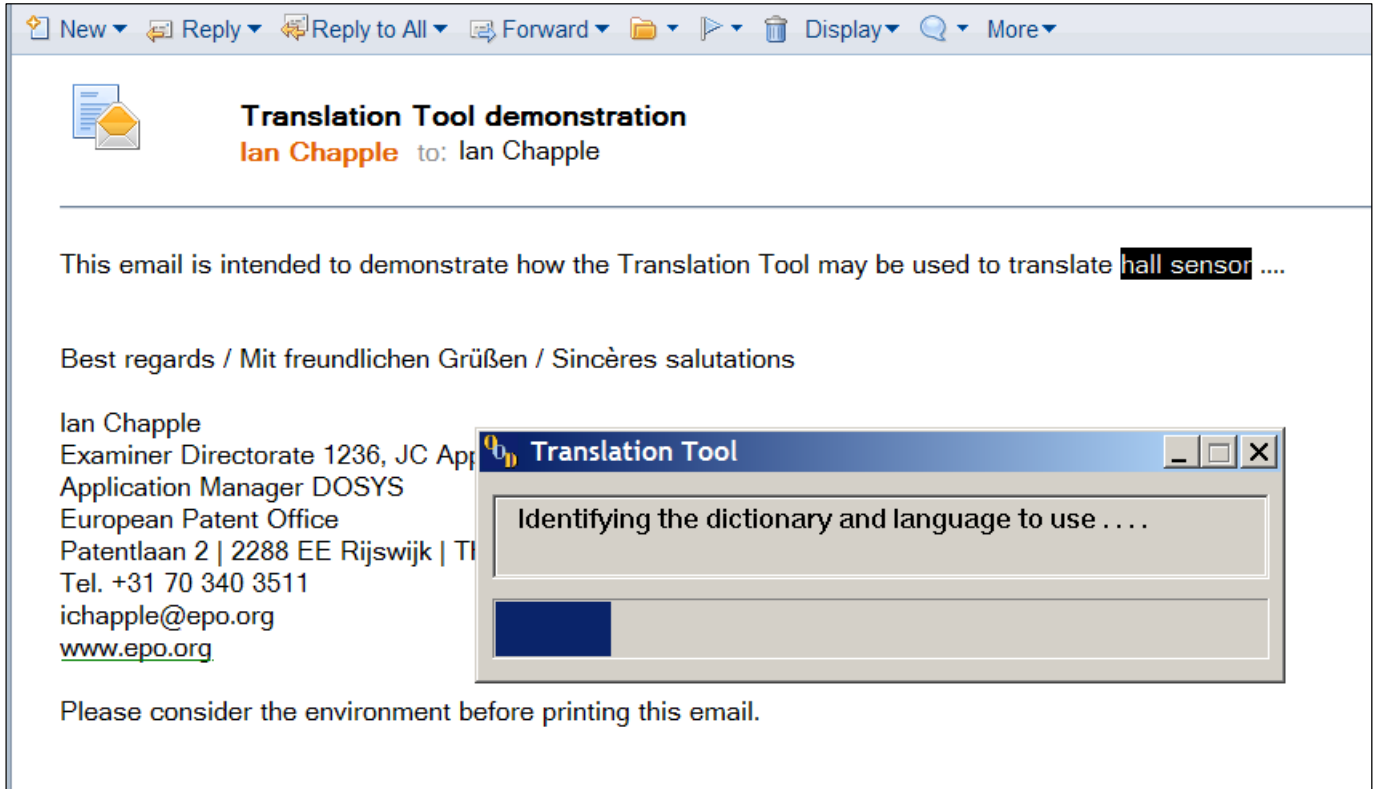 New Reply Reply to All Forward Display More
Translation Tool demonstration
Ian Chapple to: Ian Chapple
This email is intended to demonstrate how the Translation Tool may be used to translate hall sensor ....
Best regards / Mit freundlichen Grüßen / Sincères salutations
Ian Chapple
Examiner Directorate 1236, JC
Application Manager DOSYS
European Patent Office
Patentlaan 2 | 2288 EE Rijswijk |
Tel. +31 70 340 3511
ichapple@epo.org
www.epo.org
Please consider the environment before printing this email.
Translation Tool
Identifying the dictionary and language to use . . . .